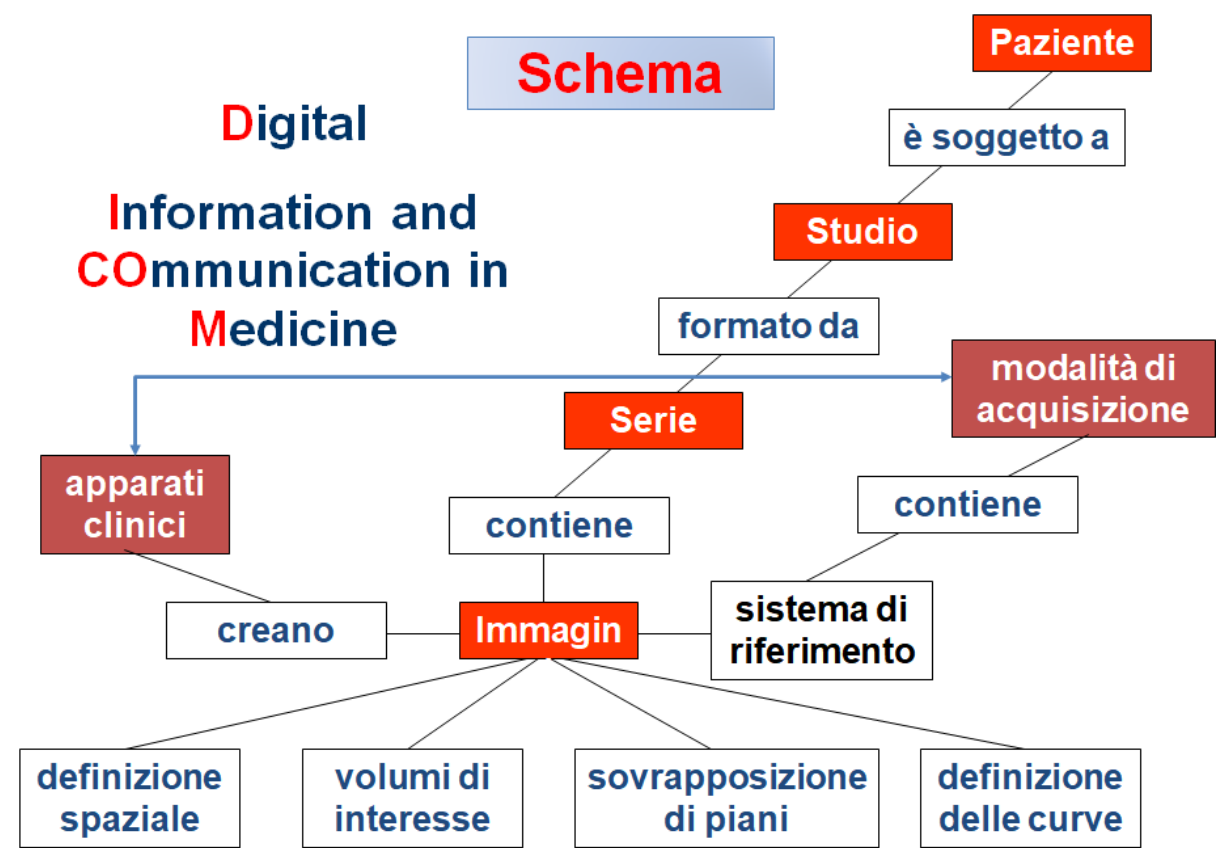 Schema
Paziente
Digital
è soggetto a
Information and
COmmunication in
Medicine
Studio
formato da
modalità di
acquisizione
Serie
apparati
clinici
contiene
contiene
creano
Immagin
sistema di
riferimento
definizione
spaziale
volumi di
interesse
sovrapposizione
di piani
definizione
delle curve